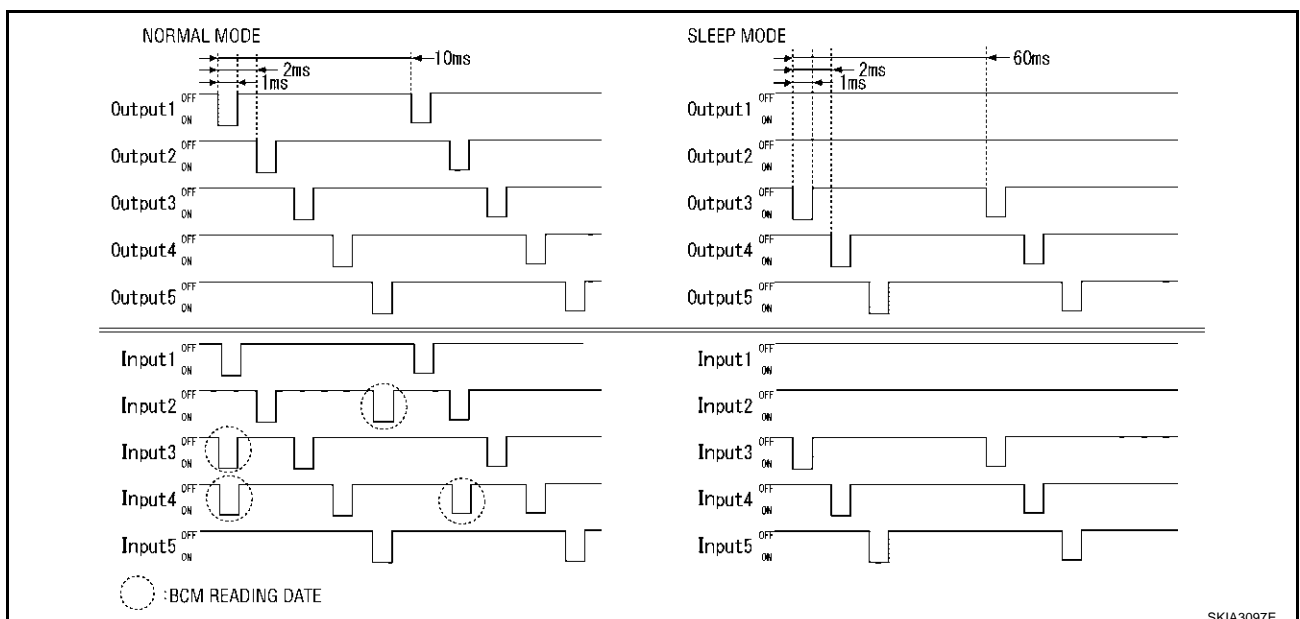 NORMAL MODE
10ms
2ms
1ms
Output1 OFF ON
Output2 OFF ON
Output3 OFF ON
Output4 OFF ON
Output5 OFF ON
Input1 OFF ON
Input2 OFF ON
Input3 OFF ON
Input4 OFF ON
Input5 OFF ON
:BCM READING DATE
SLEEP MODE
60ms
2ms
1ms
Output1 OFF ON
Output2 OFF ON
Output3 OFF ON
Output4 OFF ON
Output5 OFF ON
Input1 OFF ON
Input2 OFF ON
Input3 OFF ON
Input4 OFF ON
Input5 OFF ON
SKIA3097E